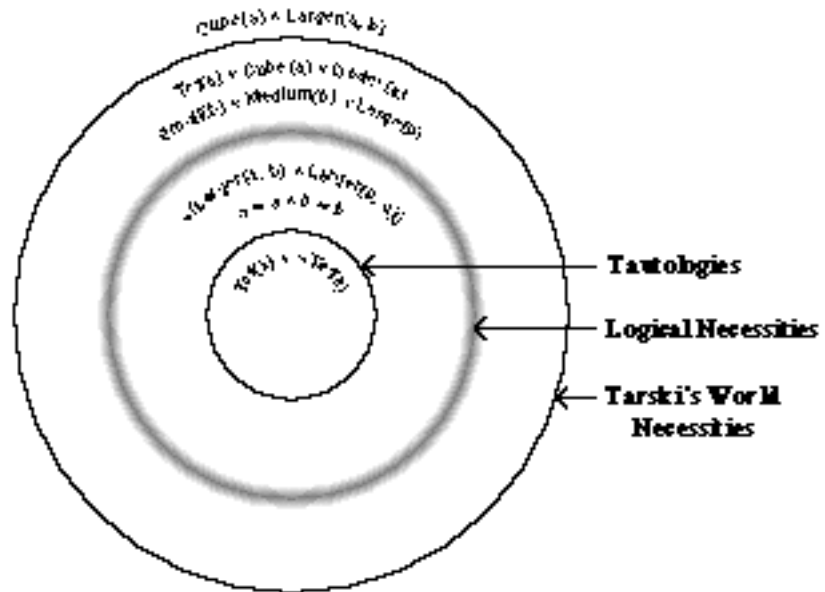 Cube(a) ∨ Larger(a, b)
Tet(a) ∨ Cube(a) ∨ Dodec(a)
Small(b) ∨ Medium(b) ∨ Large(b)
¬(Larger(a, b) ∧ Larger(b, a))
a = a ∧ b = b
Tet(a) ∨ ¬Tet(a)
Tautologies
Logical Necessities
Tarski's World
Necessities